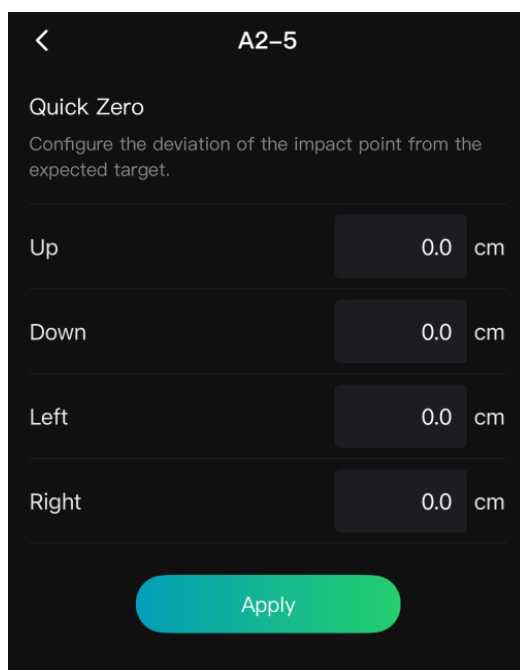 A2-5
Quick Zero
Configure the deviation of the impact point from the
expected target.
Up 0.0 cm
Down 0.0 cm
Left 0.0 cm
Right 0.0 cm
Apply